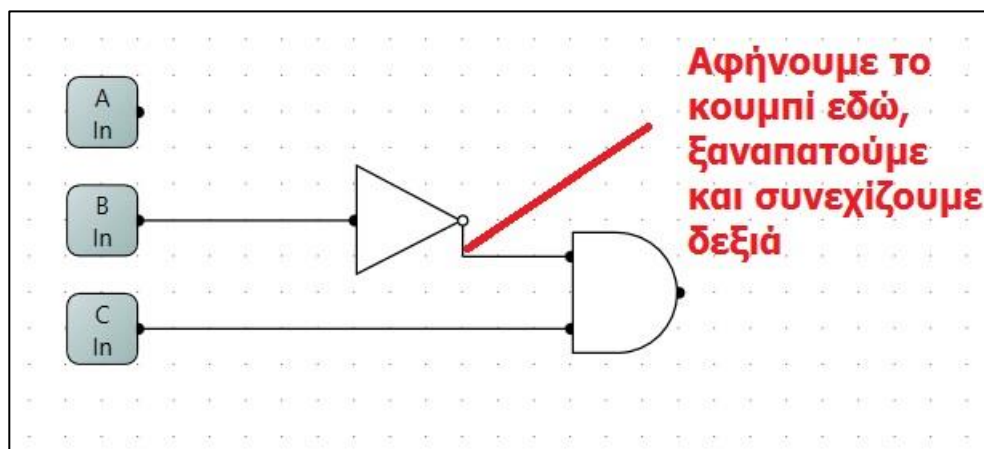 A
In
B
In
C
In
Αφήνουμε το
κουμπί εδώ,
ξαναπατούμε
και συνεχίζουμε
δεξιά